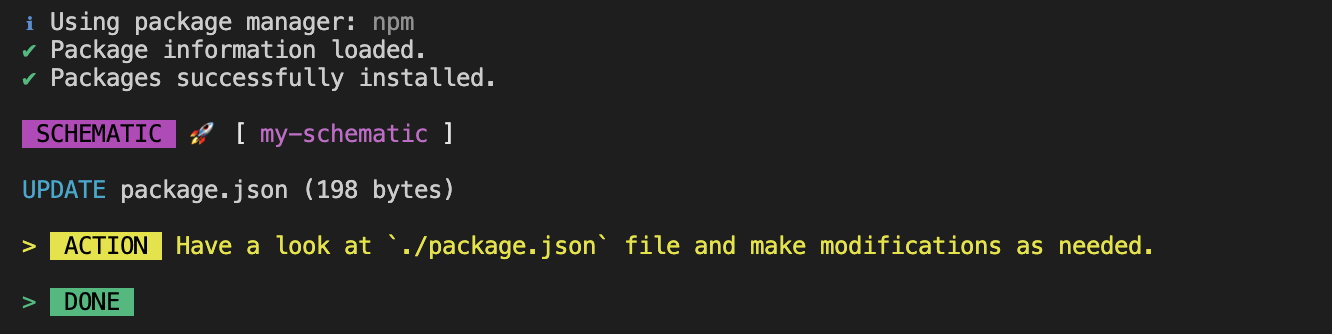 ℹ Using package manager: npm
✔ Package information loaded.
✔ Packages successfully installed.
SCHEMATIC 🚀 [ my-schematic ]
UPDATE package.json (198 bytes)
> ACTION Have a look at `./package.json` file and make modifications as needed.
> DONE